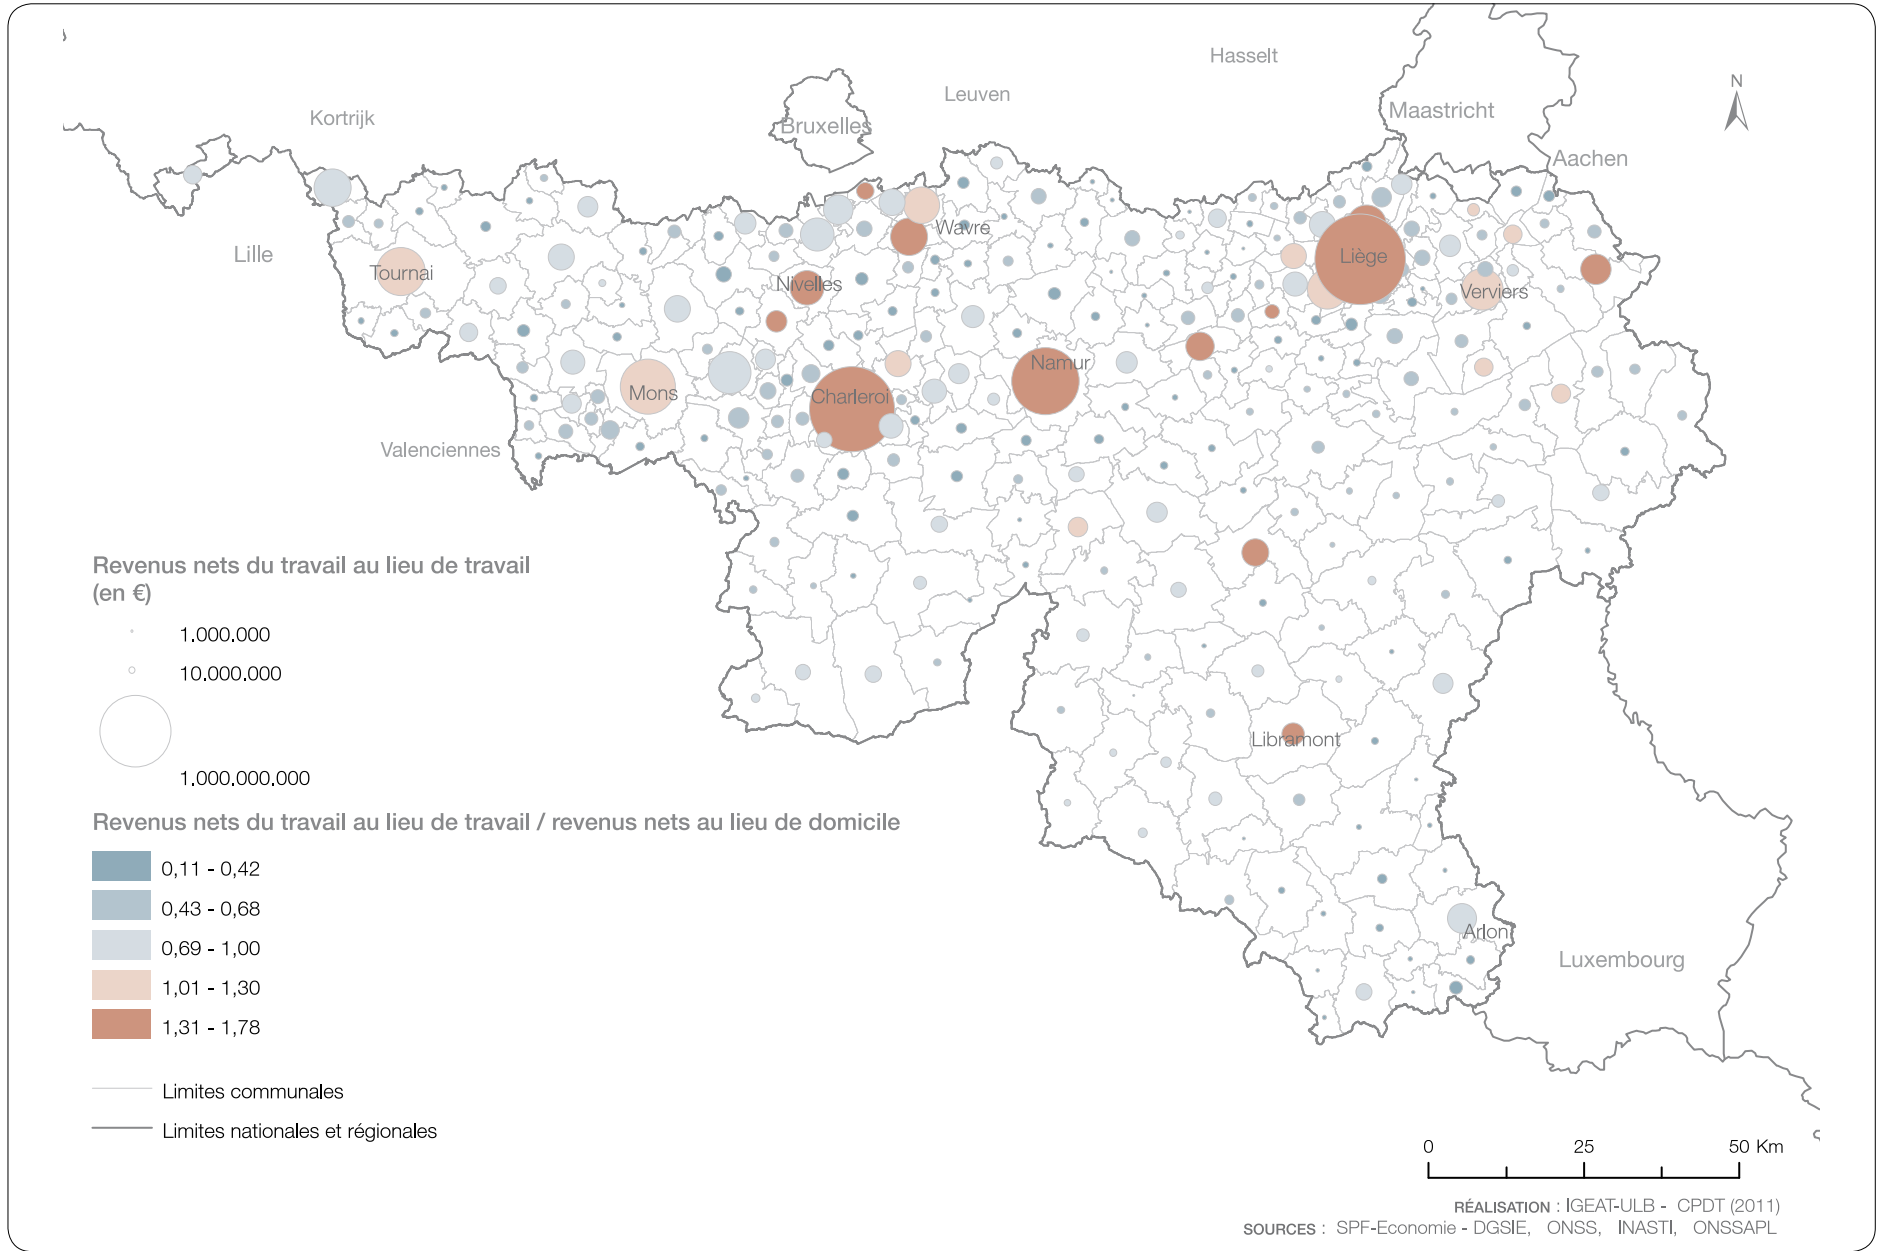 Hasselt
Leuven
Kortrijk
Maastricht
Bruxelles
N
Aachen
Lille
Wavre
Tournai
Liège
Nivelles
Verviers
Namur
Mons
Charleroi
Valenciennes
Libramont
Arlon
Luxembourg
Revenus nets du travail au lieu de travail
(en €)
1.000.000
10.000.000
1.000.000.000
Revenus nets du travail au lieu de travail / revenus nets au lieu de domicile
0,11 - 0,42
0,43 - 0,68
0,69 - 1,00
1,01 - 1,30
1,31 - 1,78
Limites communales
Limites nationales et régionales
0 25 50 Km
RÉALISATION : IGEAT-ULB - CPDT (2011)
SOURCES : SPF-Economie - DGSIE, ONSS, INASTI, ONSSAPL